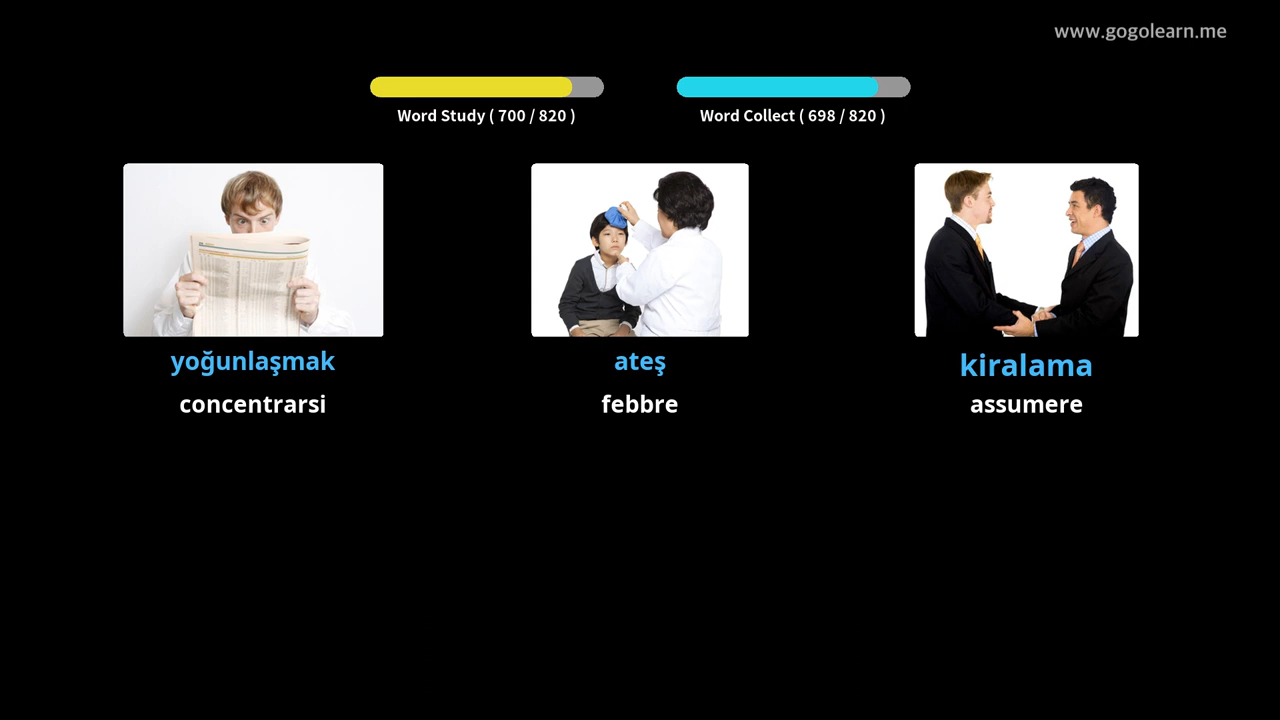 www.gogolearn.me
Word Study ( 700 / 820 )
Word Collect ( 698 / 820 )
yoğunlaşmak
concentrarsi
ateş
febbre
kiralama
assumere